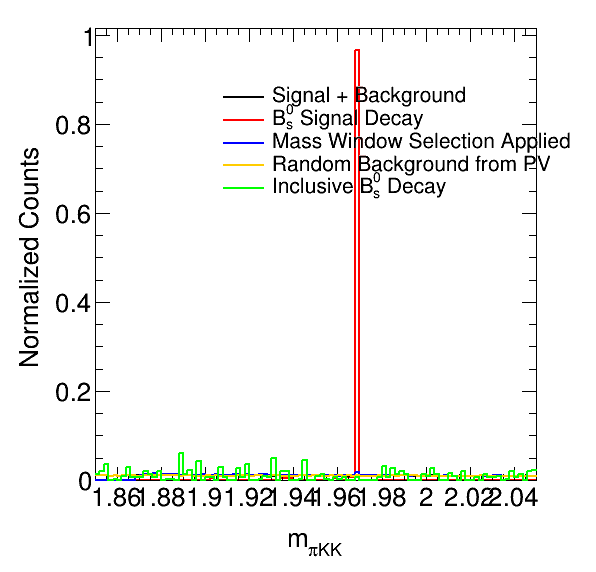 Normalized Counts
1
0.8
0.6
0.4
0.2
0
Signal + Background
B⁰ₛ Signal Decay
Mass Window Selection Applied
Random Background from PV
Inclusive B⁰ₛ Decay
1.86 1.88 1.9 1.92 1.94 1.96 1.98 2 2.02 2.04
m_πKK